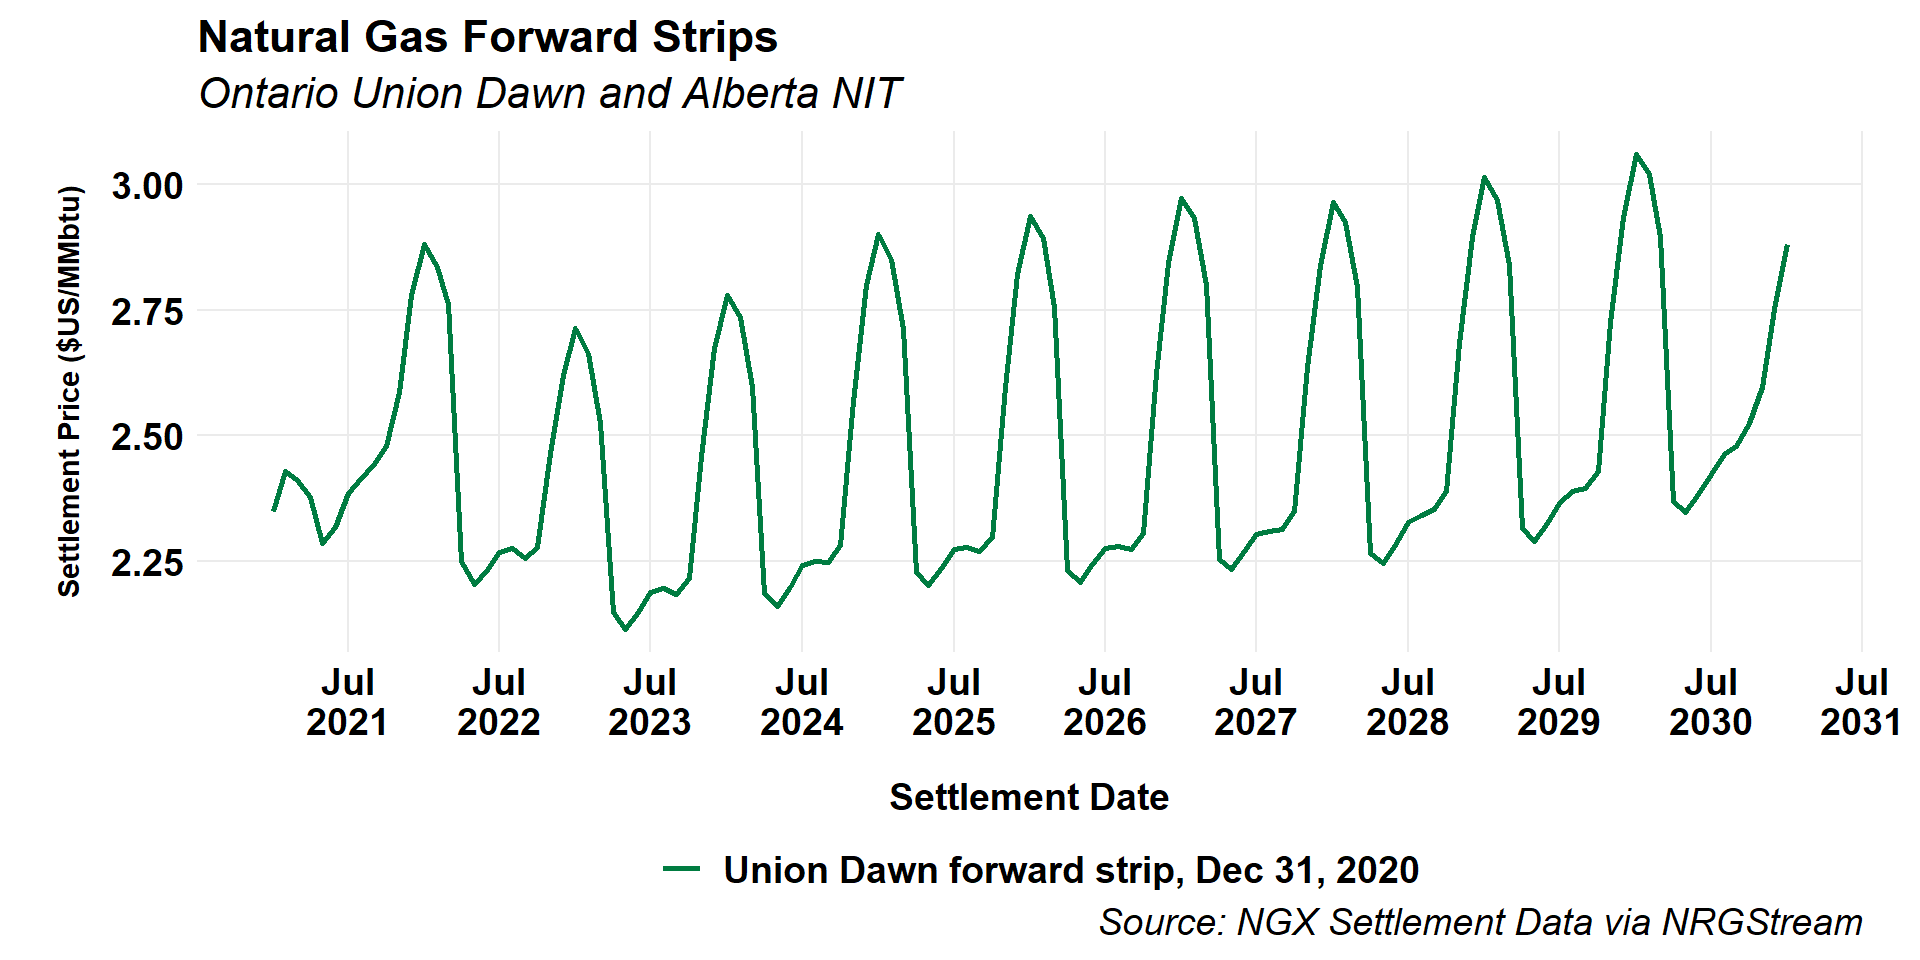 Natural Gas Forward Strips
Ontario Union Dawn and Alberta NIT
Settlement Price ($US/MMbtu)
3.00
2.75
2.50
2.25
Jul Jul Jul Jul Jul Jul Jul Jul Jul Jul Jul
2021 2022 2023 2024 2025 2026 2027 2028 2029 2030 2031
Settlement Date
Union Dawn forward strip, Dec 31, 2020
Source: NGX Settlement Data via NRGStream